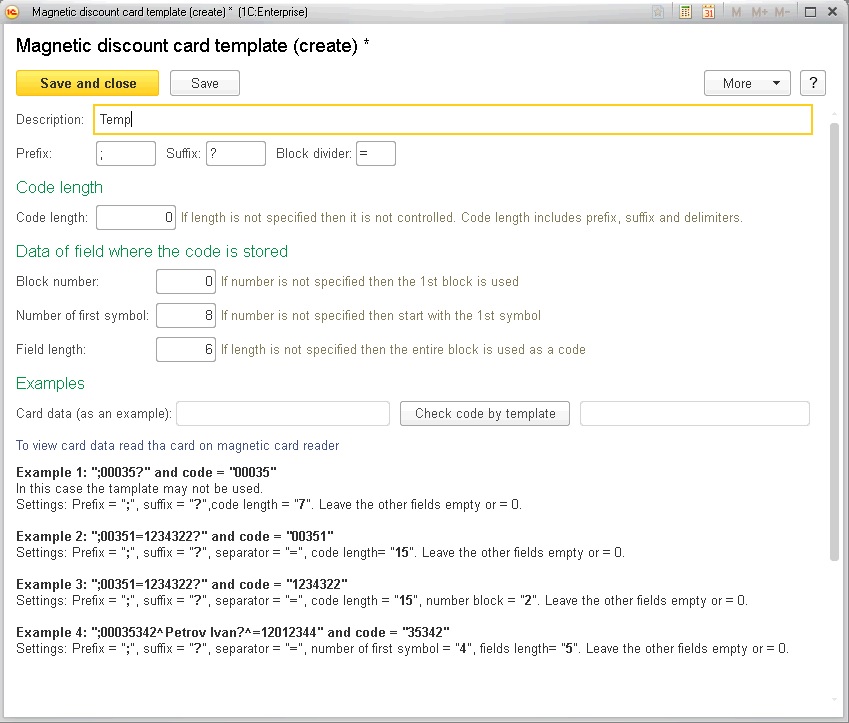 Magnetic discount card template (create) * (1C:Enterprise)
31 M M+ M-
Magnetic discount card template (create) *
Save and close Save More ?
Description: Temp
Prefix: ; Suffix: ? Block divider: =
Code length
Code length: 0 If length is not specified then it is not controlled. Code length includes prefix, suffix and delimiters.
Data of field where the code is stored
Block number: 0 If number is not specified then the 1st block is used
Number of first symbol: 8 If number is not specified then start with the 1st symbol
Field length: 6 If length is not specified then the entire block is used as a code
Examples
Card data (as an example): Check code by template
To view card data read tha card on magnetic card reader
Example 1: ";00035?" and code = "00035"
In this case the tamplate may not be used.
Settings: Prefix = ";", suffix = "?",code length = "7". Leave the other fields empty or = 0.
Example 2: ";00351=1234322?" and code = "00351"
Settings: Prefix = ";", suffix = "?", separator = "=", code length= "15". Leave the other fields empty or = 0.
Example 3: ";00351=1234322?" and code = "1234322"
Settings: Prefix = ";", suffix = "?", separator = "=", code length = "15", number block = "2". Leave the other fields empty or = 0.
Example 4: ";00035342^Petrov Ivan?^=12012344" and code = "35342"
Settings: Prefix = ";", suffix = "?", separator = "=", number of first symbol = "4", fields length= "5". Leave the other fields empty or = 0.